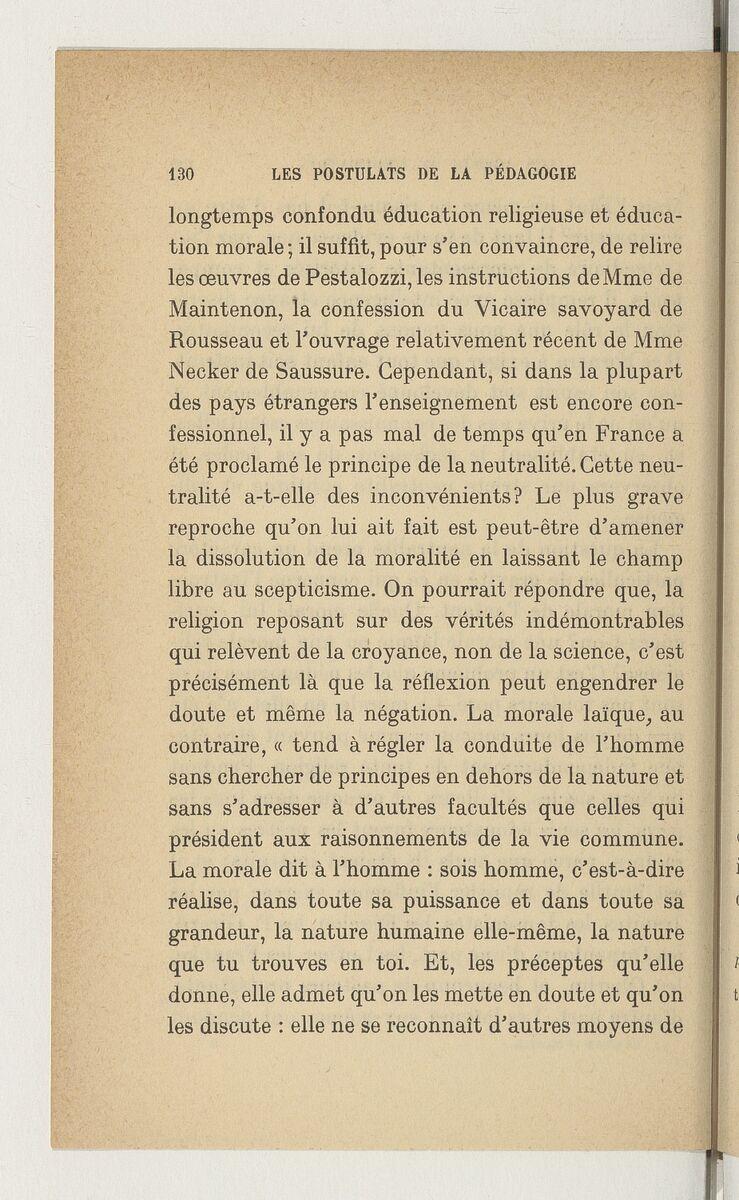 130 LES POSTULATS DE LA PÉDAGOGIE
longtemps confondu éducation religieuse et éduca-
tion morale; il suffit, pour s'en convaincre, de relire
les œuvres de Pestalozzi, les instructions de Mme de
Maintenon, la confession du Vicaire savoyard de
Rousseau et l'ouvrage relativement récent de Mme
Necker de Saussure. Cependant, si dans la plupart
des pays étrangers l'enseignement est encore con-
fessionnel, il y a pas mal de temps qu'en France a
été proclamé le principe de la neutralité. Cette neu-
tralité a-t-elle des inconvénients? Le plus grave
reproche qu'on lui ait fait est peut-être d'amener
la dissolution de la moralité en laissant le champ
libre au scepticisme. On pourrait répondre que, la
religion reposant sur des vérités indémontrables
qui relèvent de la croyance, non de la science, c'est
précisément là que la réflexion peut engendrer le
doute et même la négation. La morale laïque, au
contraire, « tend à régler la conduite de l'homme
sans chercher de principes en dehors de la nature et
sans s'adresser à d'autres facultés que celles qui
président aux raisonnements de la vie commune.
La morale dit à l'homme : sois homme, c'est-à-dire
réalise, dans toute sa puissance et dans toute sa
grandeur, la nature humaine elle-même, la nature
que tu trouves en toi. Et, les préceptes qu'elle
donne, elle admet qu'on les mette en doute et qu'on
les discute : elle ne se reconnaît d'autres moyens de